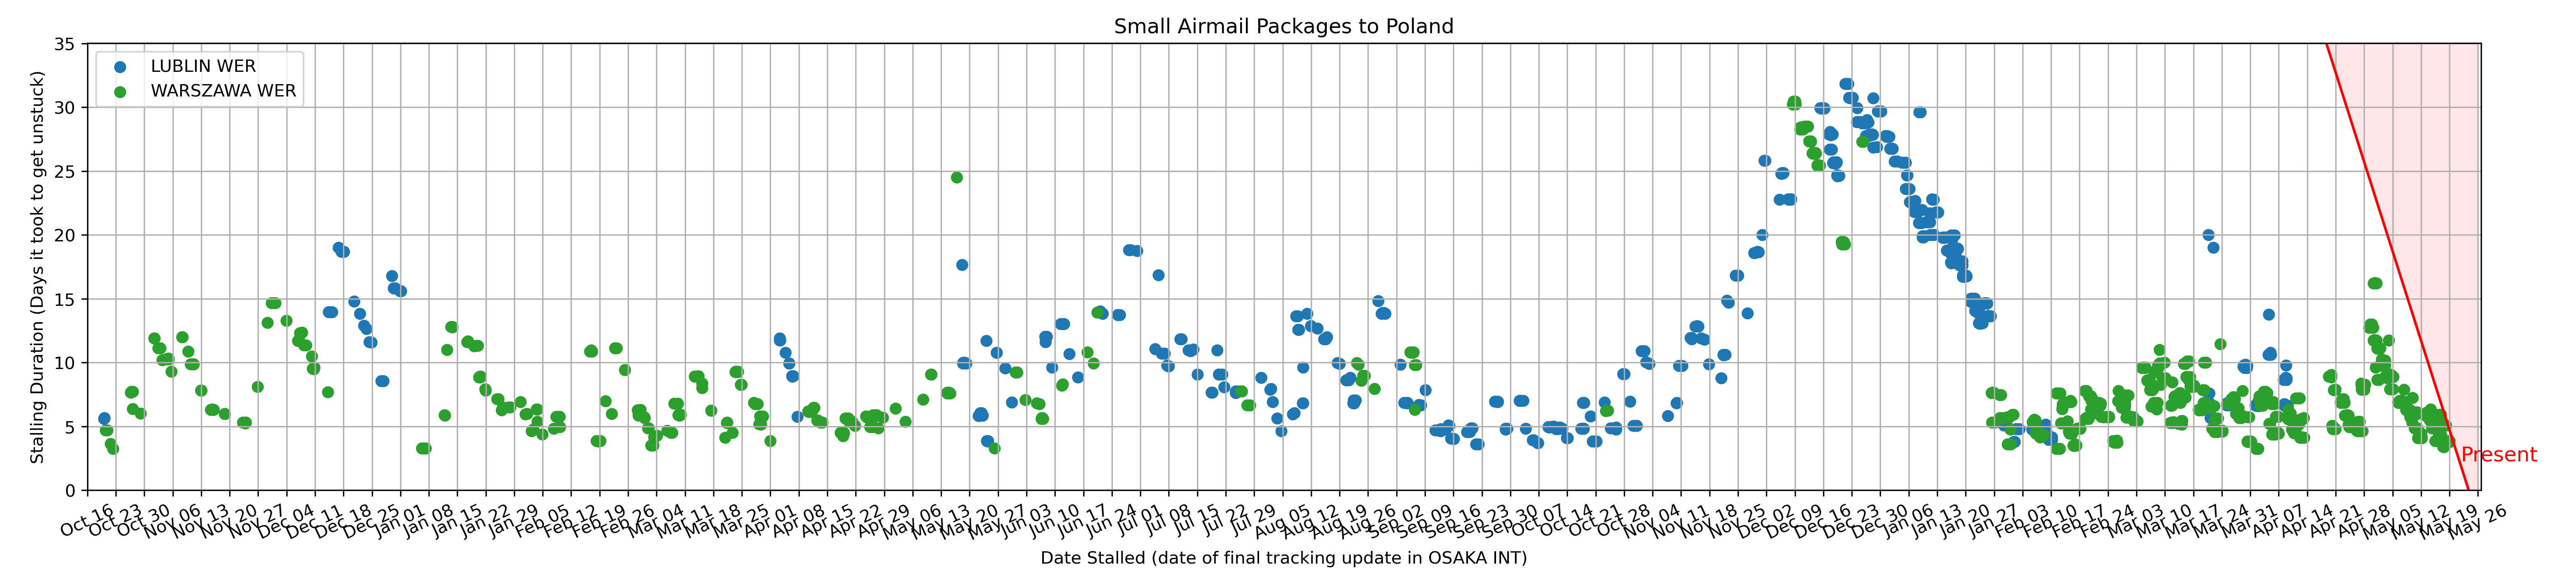 Small Airmail Packages to Poland
LUBLIN WER
WARSZAWA WER
Stalling Duration (Days it took to get unstuck)
35
30
25
20
15
10
5
0
Present
Oct 16 Oct 23 Oct 30 Nov 06 Nov 13 Nov 20 Nov 27 Dec 04 Dec 11 Dec 18 Dec 25 Jan 01 Jan 08 Jan 15 Jan 22 Jan 29 Feb 05 Feb 12 Feb 19 Feb 26 Mar 04 Mar 11 Mar 18 Mar 25 Apr 01 Apr 08 Apr 15 Apr 22 Apr 29 May 06 May 13 May 20 May 27 Jun 03 Jun 10 Jun 17 Jun 24 Jul 01 Jul 08 Jul 15 Jul 22 Jul 29 Aug 05 Aug 12 Aug 19 Aug 26 Sep 02 Sep 09 Sep 16 Sep 23 Sep 30 Oct 07 Oct 14 Oct 21 Oct 28 Nov 04 Nov 11 Nov 18 Nov 25 Dec 02 Dec 09 Dec 16 Dec 23 Dec 30 Jan 06 Jan 13 Jan 20 Jan 27 Feb 03 Feb 10 Feb 17 Feb 24 Mar 03 Mar 10 Mar 17 Mar 24 Mar 31 Apr 07 Apr 14 Apr 21 Apr 28 May 05 May 12 May 19 May 26
Date Stalled (date of final tracking update in OSAKA INT)